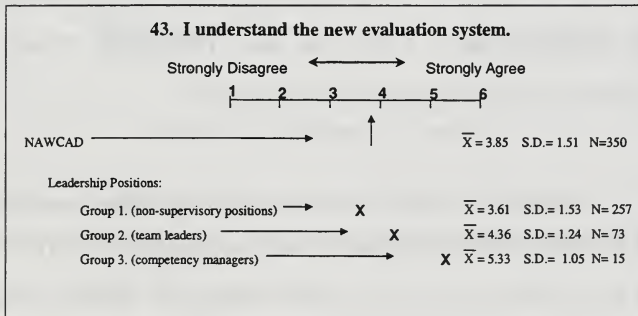 43. I understand the new evaluation system.
Strongly Disagree Strongly Agree
1 2 3 4 5 6
NAWCAD X̄ = 3.85 S.D.= 1.51 N=350
Leadership Positions:
Group 1. (non-supervisory positions) X X̄ = 3.61 S.D.= 1.53 N= 257
Group 2. (team leaders) X X̄ = 4.36 S.D.= 1.24 N= 73
Group 3. (competency managers) X X̄ = 5.33 S.D.= 1.05 N= 15